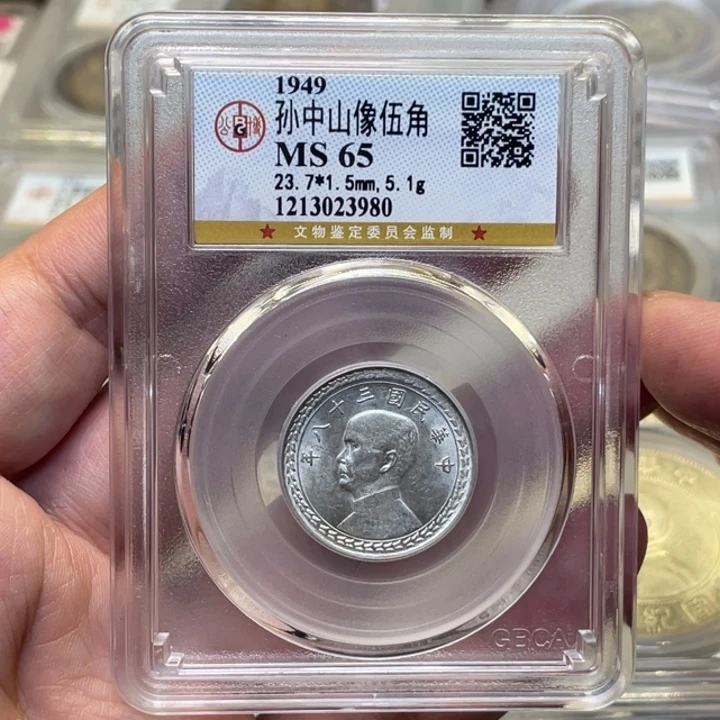 1949
孙中山像伍角
MS 65
23.7*1.5mm,5.1g
1213023980
★ 文物鉴定委员会监制 ★
中華民國三十八年
GBCA